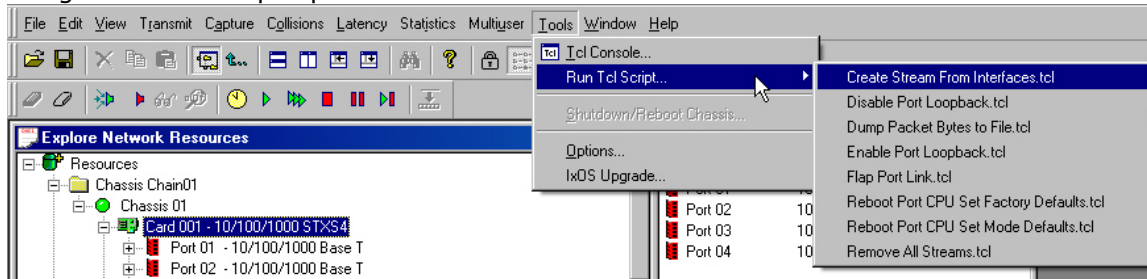 File Edit View Transmit Capture Collisions Latency Statistics Multiuser Tools Window Help
Tcl Tcl Console...
Run Tcl Script...
Shutdown/Reboot Chassis...
Options...
IxOS Upgrade...
Create Stream From Interfaces.tcl
Disable Port Loopback.tcl
Dump Packet Bytes to File.tcl
Enable Port Loopback.tcl
Flap Port Link.tcl
Reboot Port CPU Set Factory Defaults.tcl
Reboot Port CPU Set Mode Defaults.tcl
Remove All Streams.tcl
Explore Network Resources
Resources
Chassis Chain01
Chassis 01
Card 001 - 10/100/1000 STXS4
Port 01 - 10/100/1000 Base T
Port 02 - 10/100/1000 Base T
Port 02 10
Port 03 10
Port 04 10